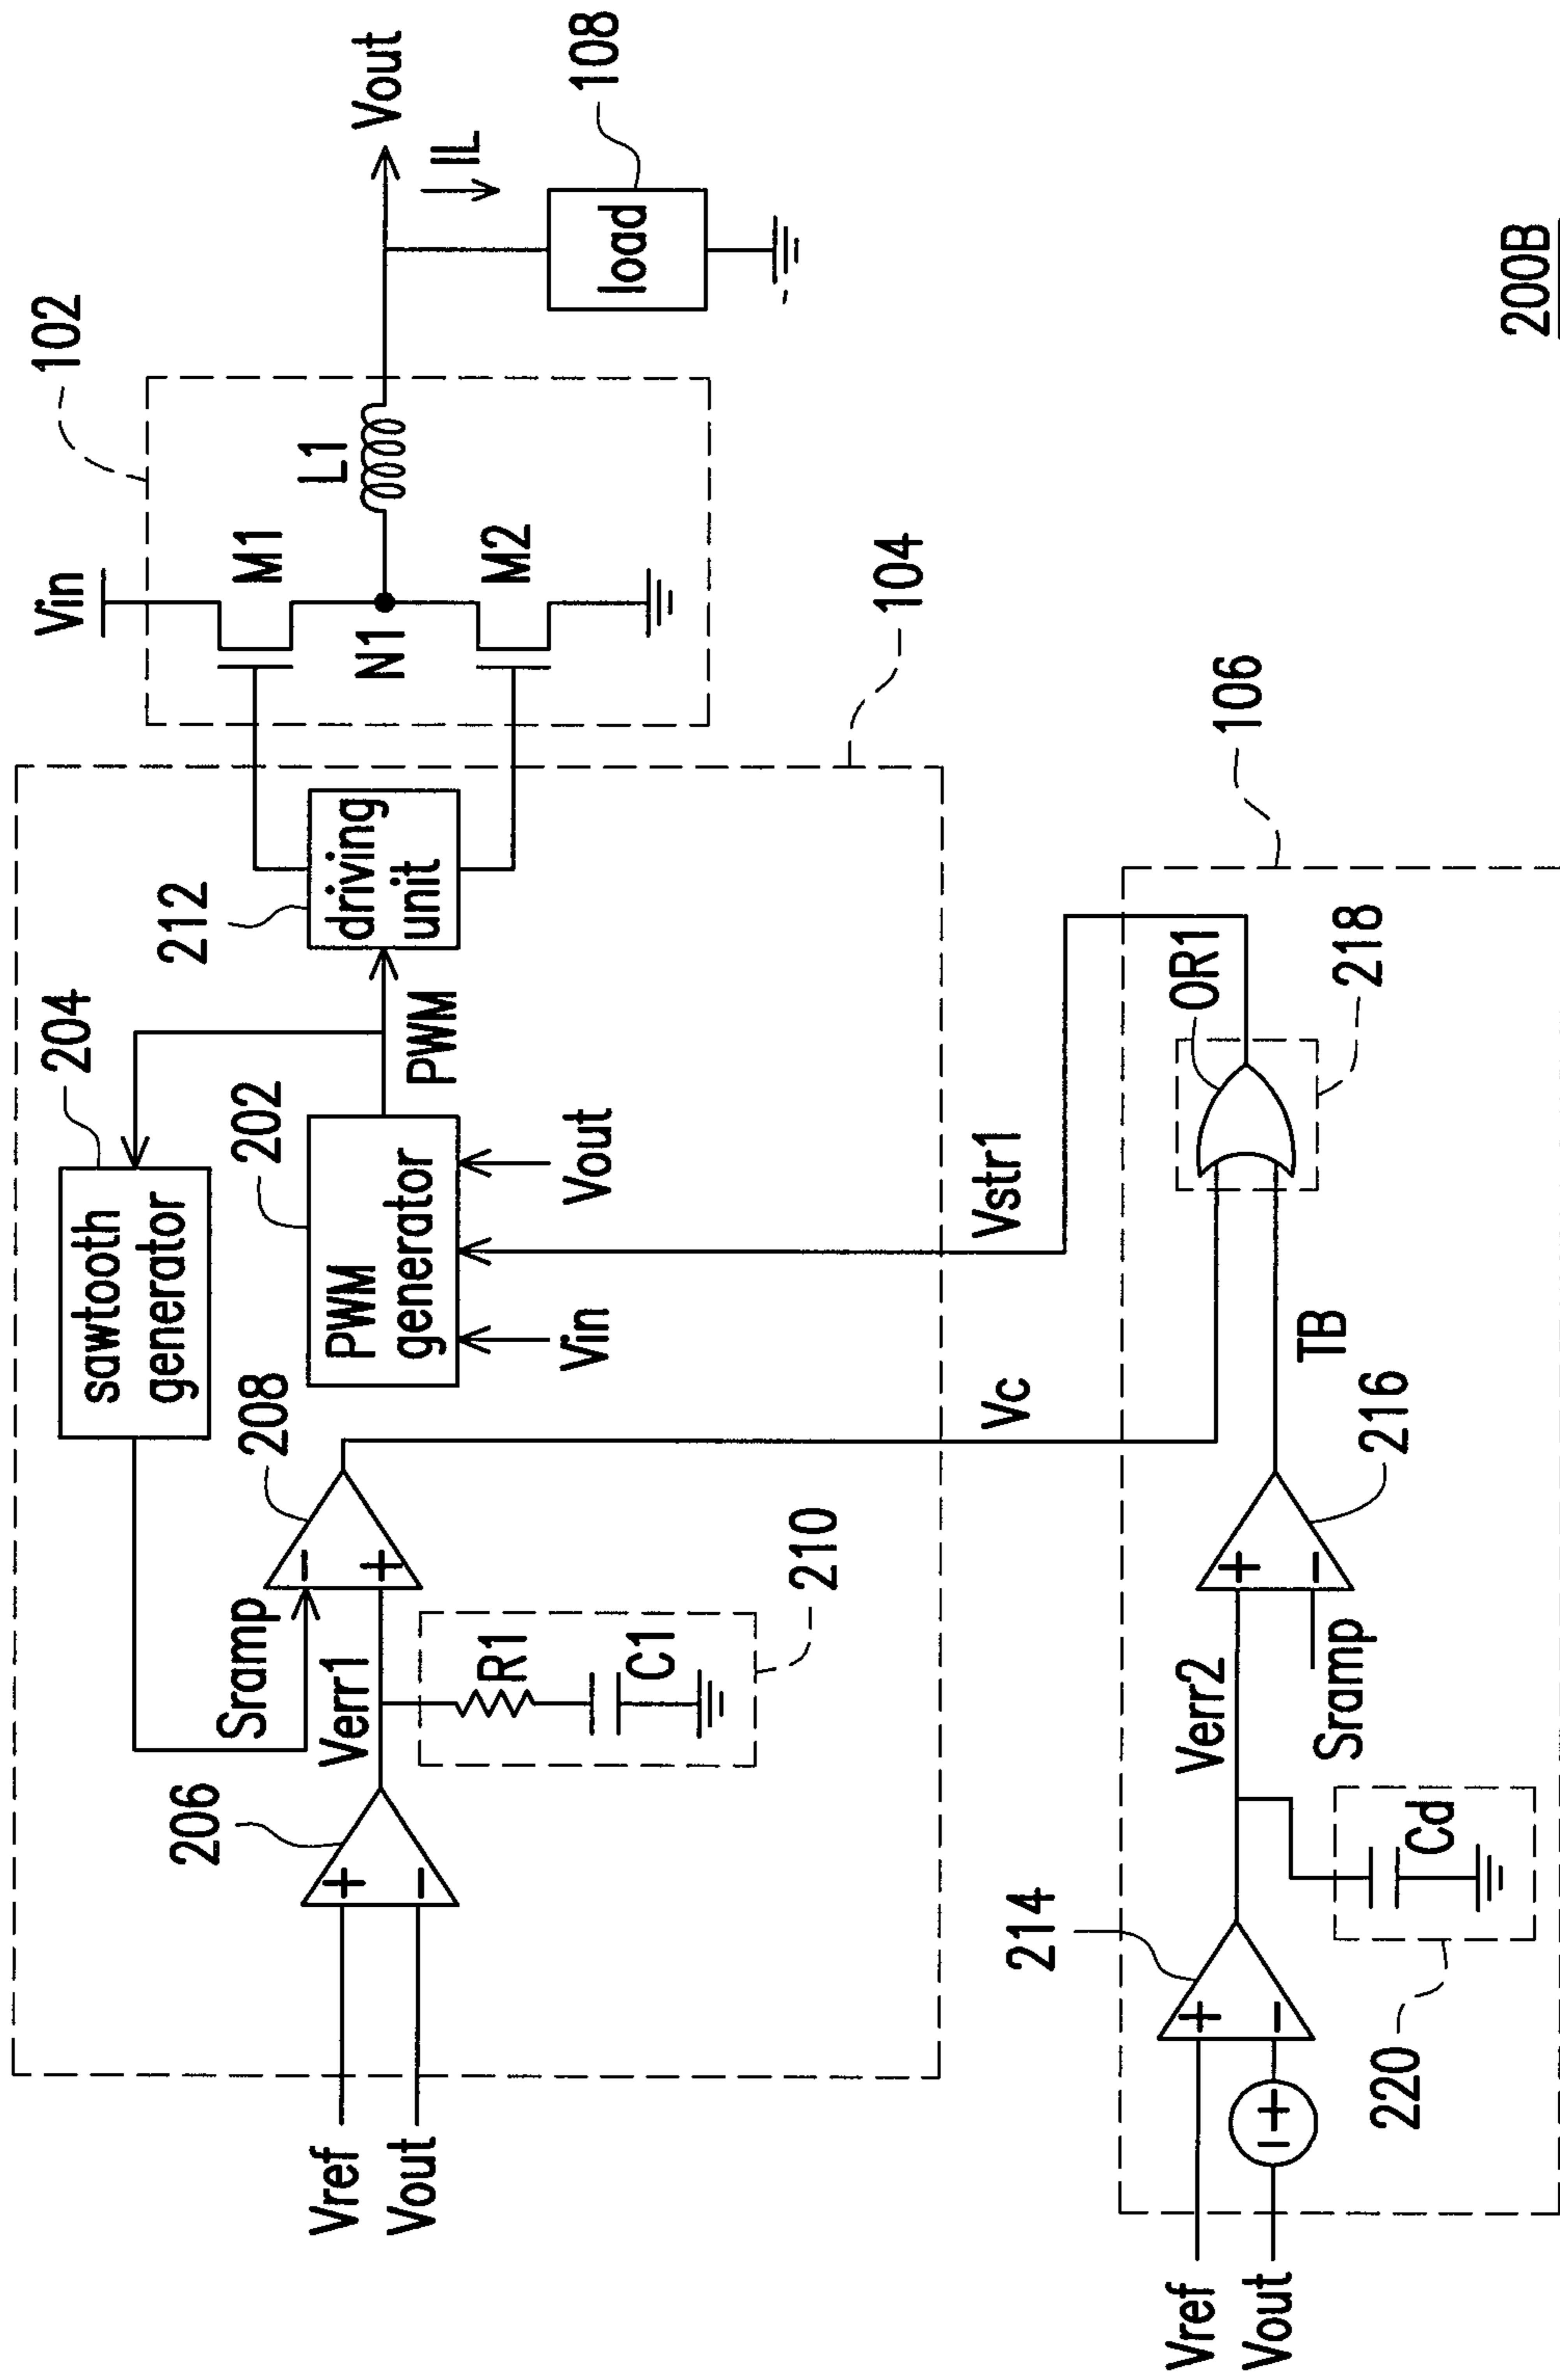 Vin
102
M1
L1
Vout
N1
IL
M2
108
load
204
sawtooth
generator
212
driving
unit
104
208
202
PWM
generator
PWM
Sramp
206
Verr1
Vin
Vout
Vref
Vout
R1
C1
210
Vc
Vstr1
106
214
Verr2
OR1
Vref
Vout
TB
218
Sramp
216
220
Cd
200B